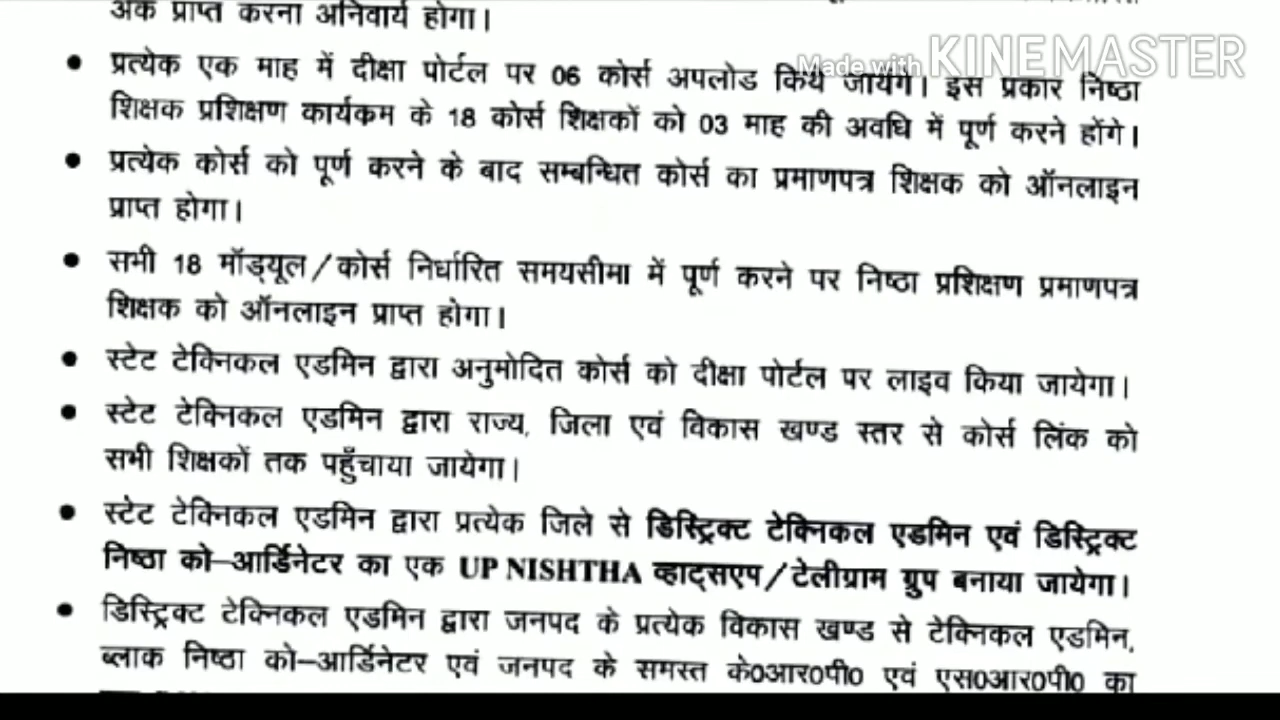 अंक प्राप्त करना अनिवार्य होगा।
Made with KINEMASTER
• प्रत्येक एक माह में दीक्षा पोर्टल पर 06 कोर्स अपलोड किये जायेंगे। इस प्रकार निष्ठा
शिक्षक प्रशिक्षण कार्यकम के 18 कोर्स शिक्षकों को 03 माह की अवधि में पूर्ण करने होंगे।
• प्रत्येक कोर्स को पूर्ण करने के बाद सम्बन्धित कोर्स का प्रमाणपत्र शिक्षक को ऑनलाइन
प्राप्त होगा।
• सभी 18 मॉड्यूल/कोर्स निर्धारित समयसीमा में पूर्ण करने पर निष्ठा प्रशिक्षण प्रमाणपत्र
शिक्षक को ऑनलाइन प्राप्त होगा।
• स्टेट टेक्निकल एडमिन द्वारा अनुमोदित कोर्स को दीक्षा पोर्टल पर लाइव किया जायेगा।
• स्टेट टेक्निकल एडमिन द्वारा राज्य, जिला एवं विकास खण्ड स्तर से कोर्स लिंक को
सभी शिक्षकों तक पहुँचाया जायेगा।
• स्टेट टेक्निकल एडमिन द्वारा प्रत्येक जिले से डिस्ट्रिक्ट टेक्निकल एडमिन एवं डिस्ट्रिक्ट
निष्ठा को-आर्डिनेटर का एक UP NISHTHA व्हाट्सएप/टेलीग्राम ग्रुप बनाया जायेगा।
• डिस्ट्रिक्ट टेक्निकल एडमिन द्वारा जनपद के प्रत्येक विकास खण्ड से टेक्निकल एडमिन,
ब्लाक निष्ठा को-आर्डिनेटर एवं जनपद के समस्त के0आर0पी0 एवं एस0आर0पी0 का